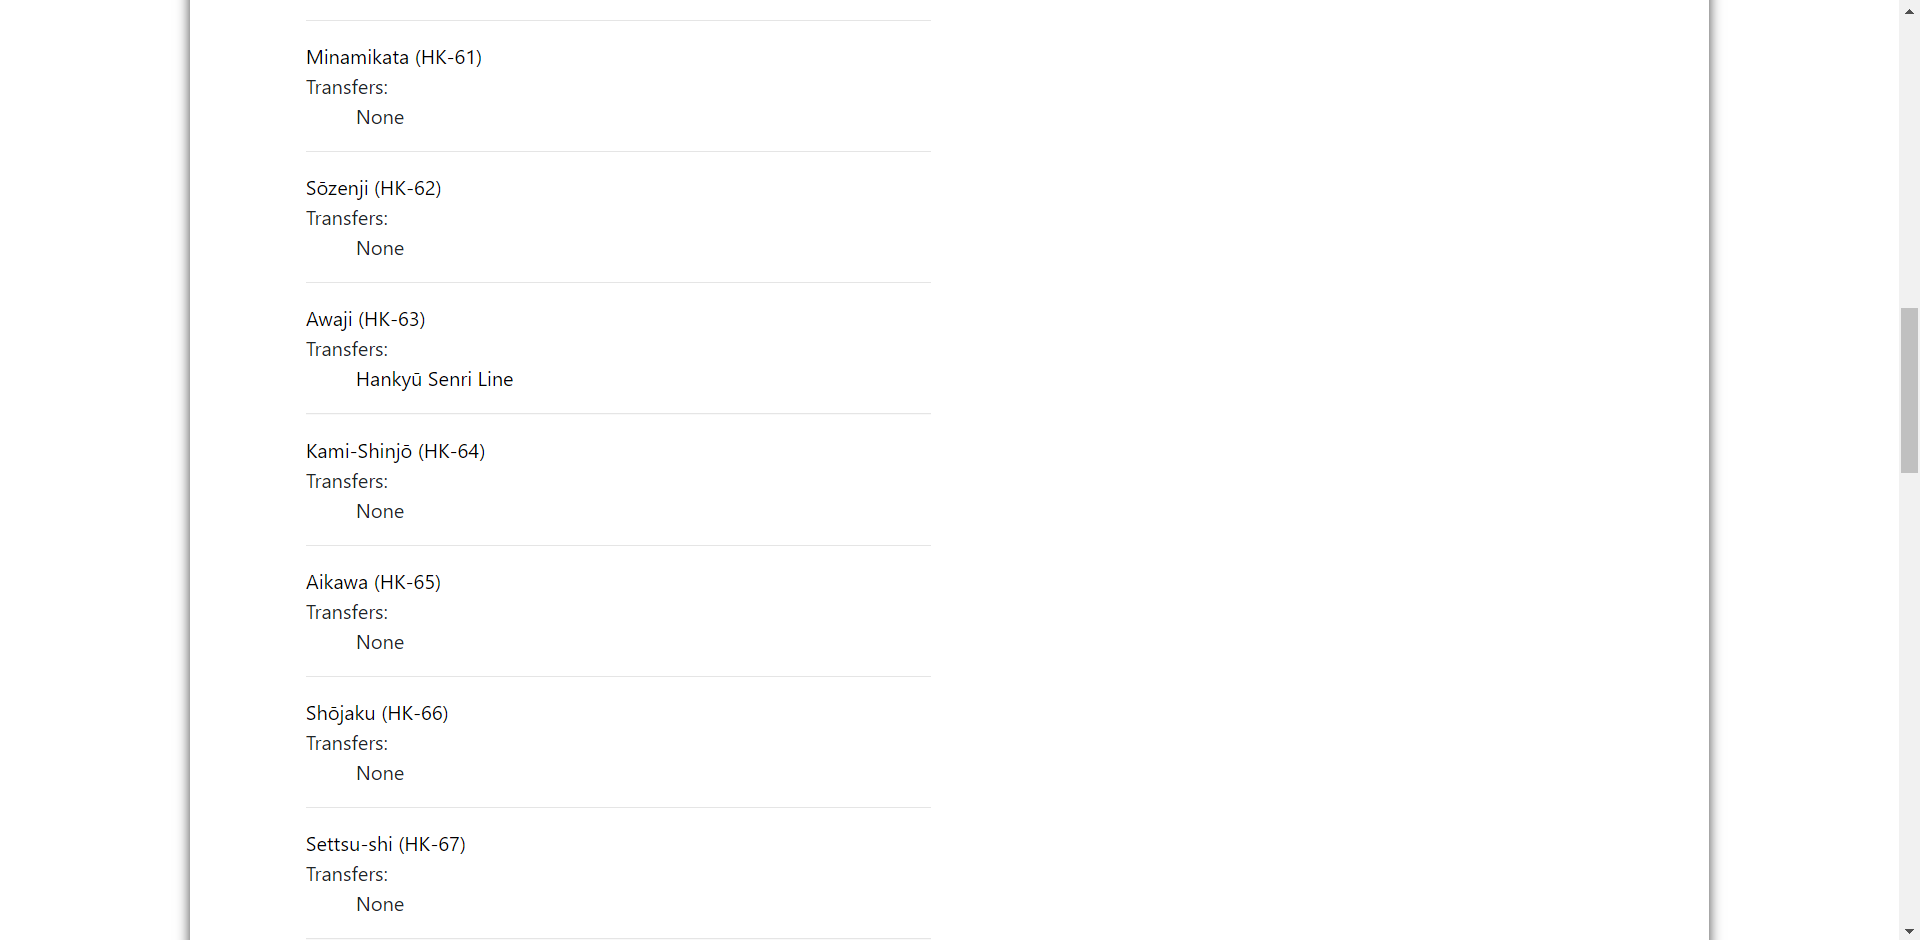 Minamikata (HK-61)
Transfers:
None
Sōzenji (HK-62)
Transfers:
None
Awaji (HK-63)
Transfers:
Hankyū Senri Line
Kami-Shinjō (HK-64)
Transfers:
None
Aikawa (HK-65)
Transfers:
None
Shōjaku (HK-66)
Transfers:
None
Settsu-shi (HK-67)
Transfers:
None